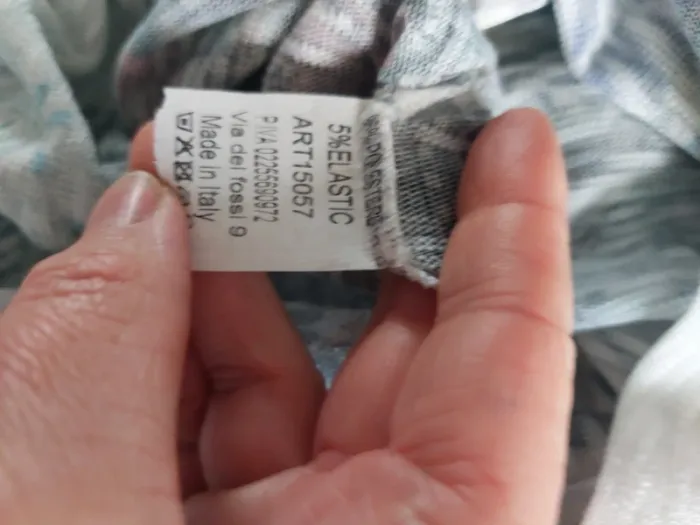 5%ELASTIC
ART15057
P.IVA 02255690972
Via dei fossi 9
Made in Italy